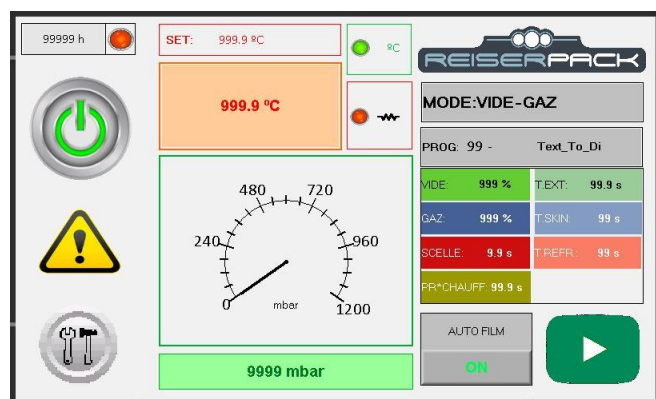 99999 h
SET: 999.9 ºC
ºC
999.9 ºC
480 720
240 960
0 mbar 1200
9999 mbar
REISERPACK
MODE:VIDE-GAZ
PROG: 99 - Text_To_Di
VIDE: 999 % T.EXT: 99.9 s
GAZ: 999 % T.SKIN: 99 s
SCELLE: 9.9 s T.REFR.: 99 s
PR*CHAUFF: 99.9 s
AUTO FILM
ON